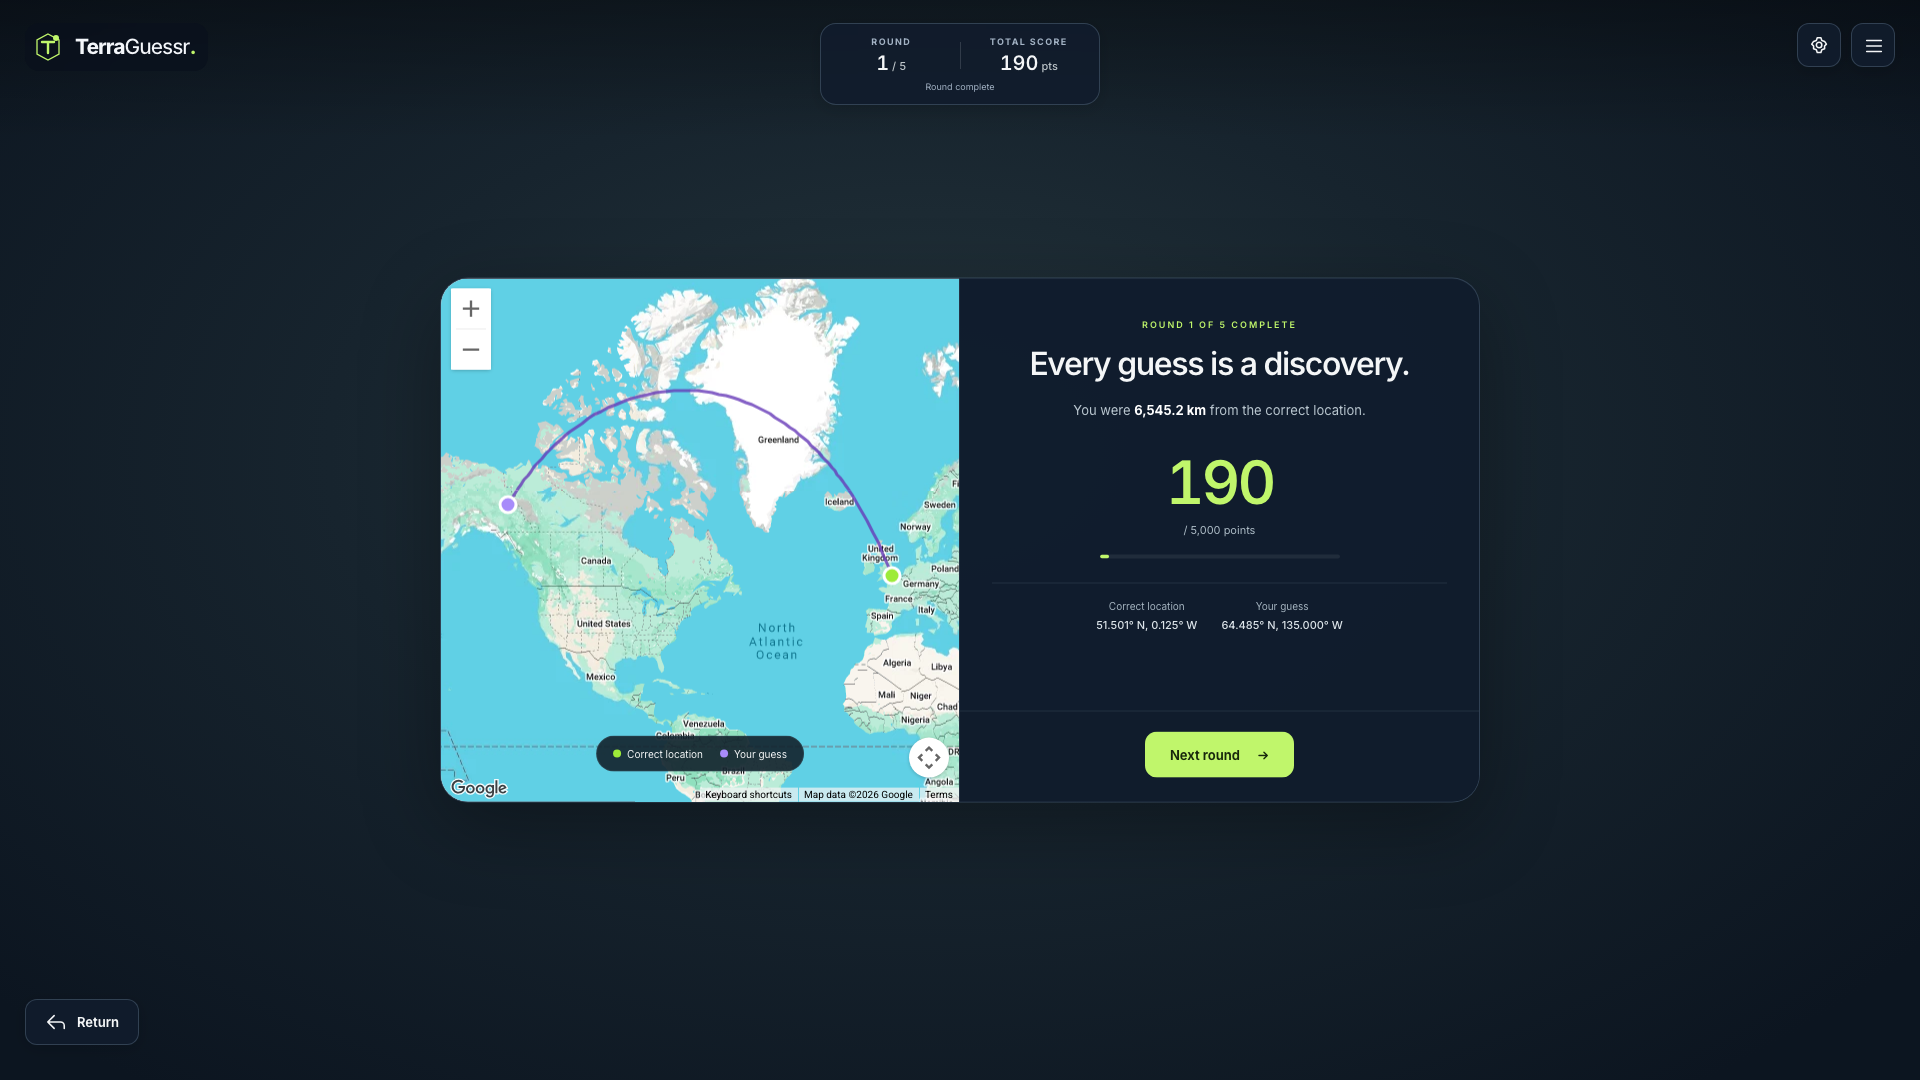 TerraGuessr.
ROUND
1 / 5
TOTAL SCORE
190 pts
Round complete
Greenland
Iceland
Sweden
Norway
United
Kingdom
Poland
Germany
France
Italy
Spain
Canada
United States
North
Atlantic
Ocean
Mexico
Algeria
Libya
Mali
Niger
Chad
Nigeria
Venezuela
Peru
Angola
Correct location
Your guess
Google
Keyboard shortcuts
Map data ©2026 Google
Terms
ROUND 1 OF 5 COMPLETE
Every guess is a discovery.
You were 6,545.2 km from the correct location.
190
/ 5,000 points
Correct location
51.501° N, 0.125° W
Your guess
64.485° N, 135.000° W
Next round
Return